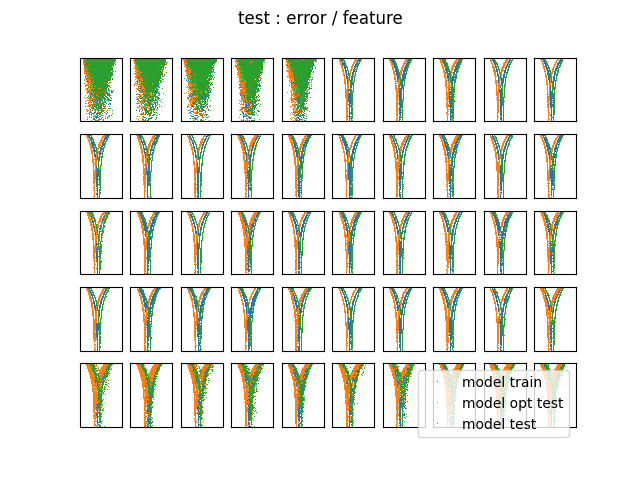 test : error / feature
model train
model opt test
model test